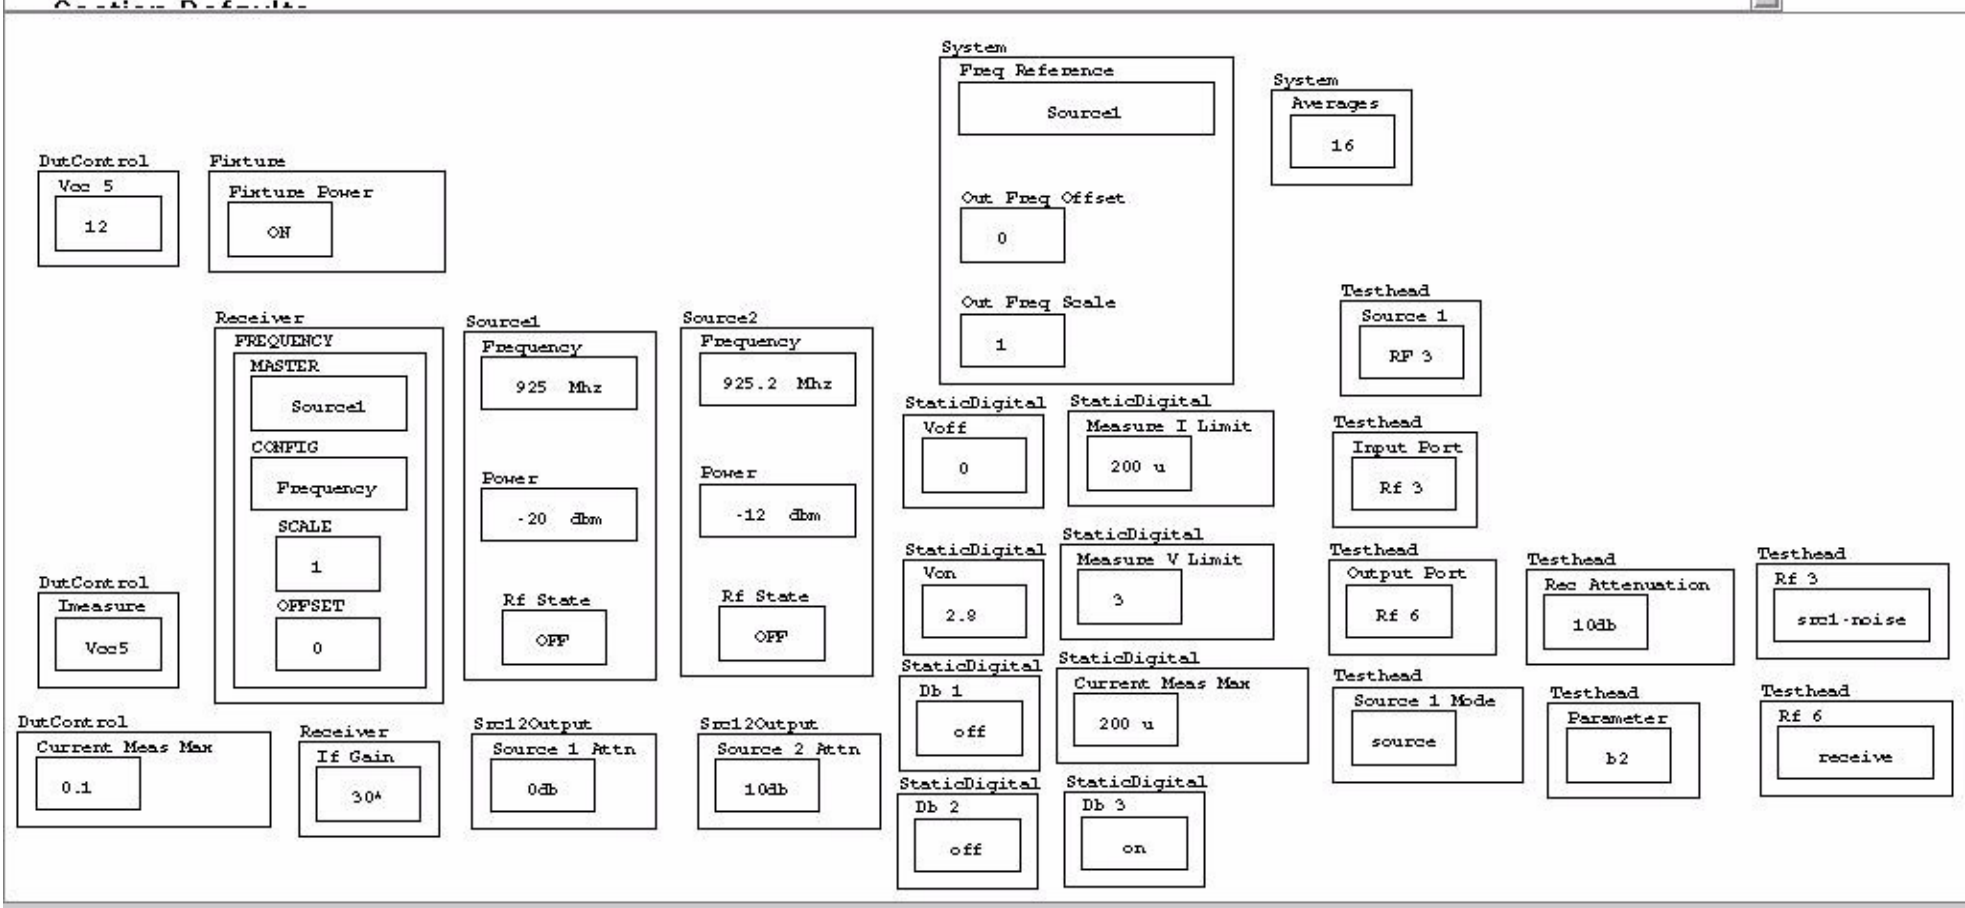 Section Defaults
System
Freq Reference
Source1
Out Freq Offset
0
Out Freq Scale
1
System
Averages
16
DutControl
Vcc 5
12
Fixture
Fixture Power
ON
Receiver
FREQUENCY
MASTER
Source1
CONFIG
Frequency
SCALE
1
OFFSET
0
Source1
Frequency
925 Mhz
Power
-20 dbm
Rf State
OFF
Source2
Frequency
925.2 Mhz
Power
-12 dbm
Rf State
OFF
StaticDigital
Voff
0
StaticDigital
Measure I Limit
200 u
StaticDigital
Von
2.8
StaticDigital
Measure V Limit
3
StaticDigital
Db 1
off
StaticDigital
Current Meas Max
200 u
StaticDigital
Db 2
off
StaticDigital
Db 3
on
Testhead
Source 1
RF 3
Testhead
Input Port
Rf 3
Testhead
Output Port
Rf 6
Testhead
Rec Attenuation
10db
Testhead
Rf 3
src1-noise
Testhead
Source 1 Mode
source
Testhead
Parameter
b2
Testhead
Rf 6
receive
DutControl
Imeasure
Vcc5
DutControl
Current Meas Max
0.1
Receiver
If Gain
30*
Src12Output
Source 1 Attn
0db
Src12Output
Source 2 Attn
10db